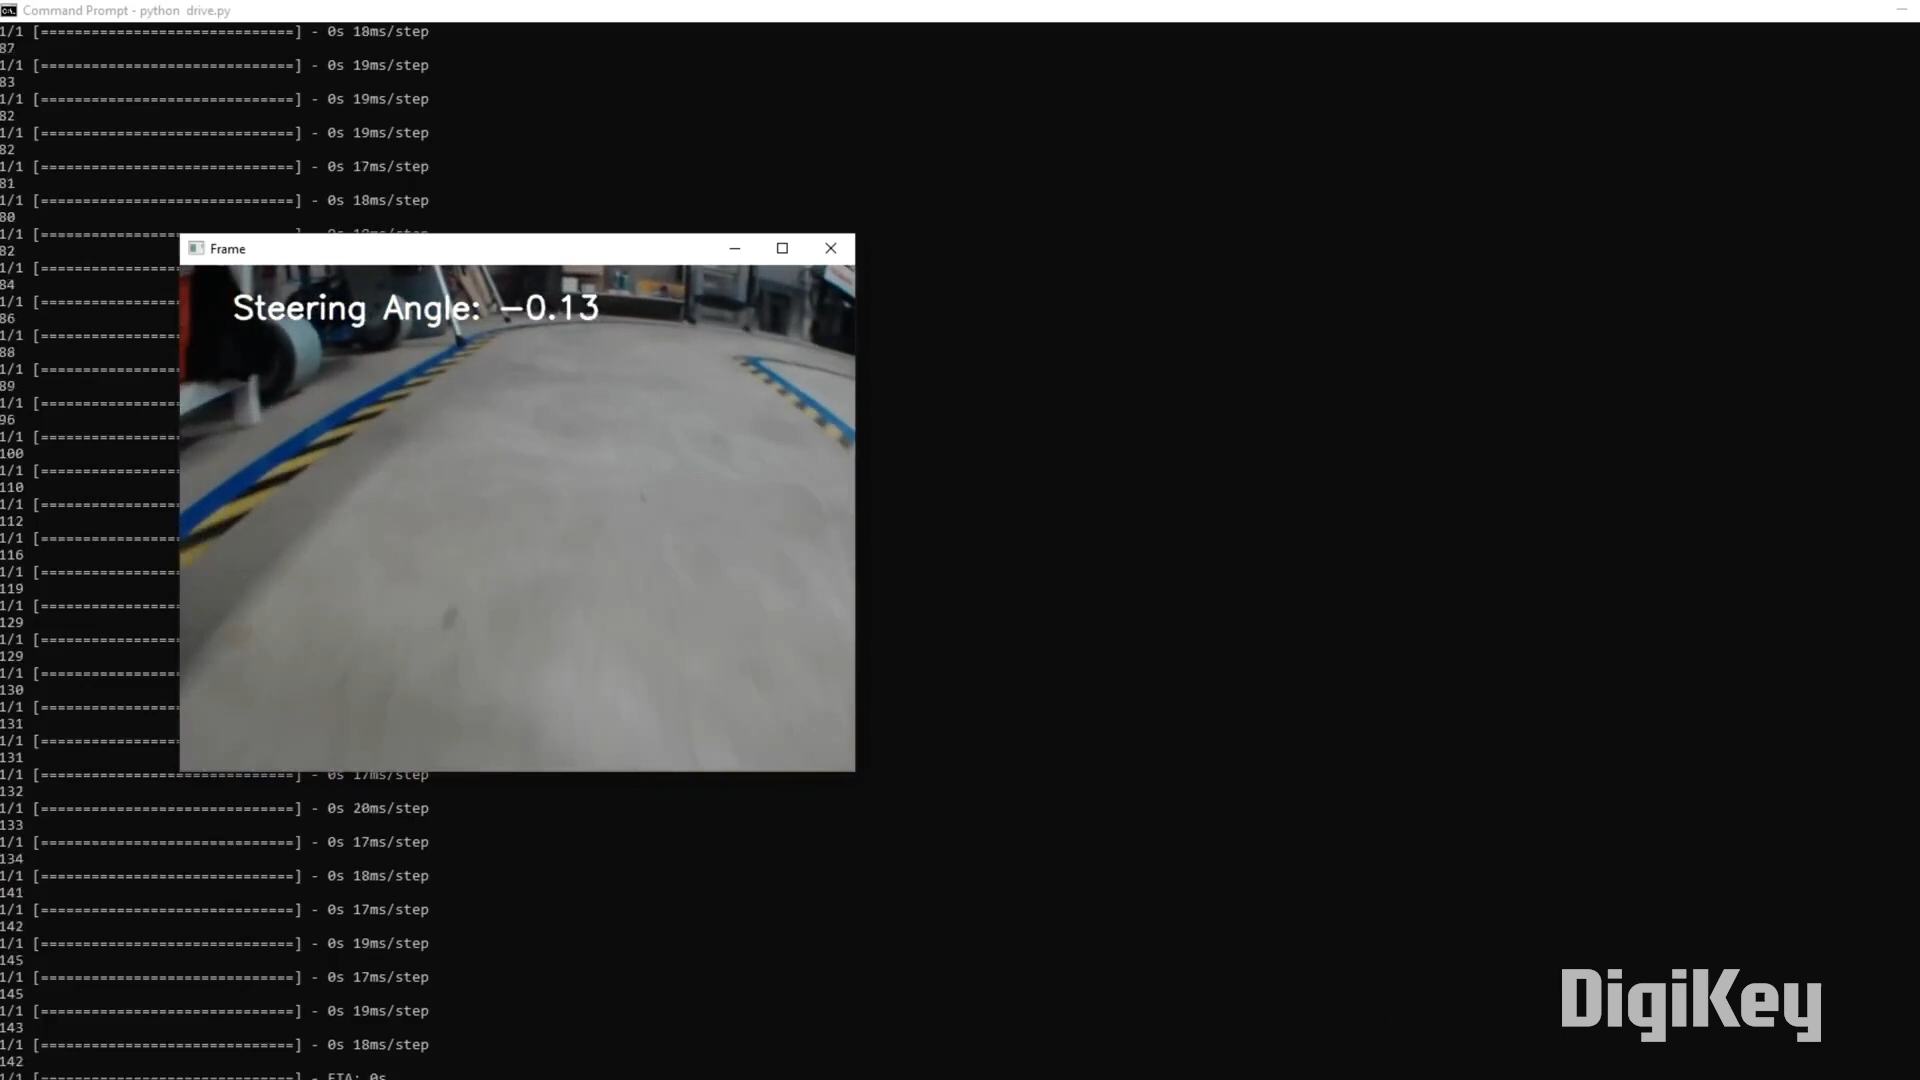 Command Prompt - python drive.py
1/1 [==============================] - 0s 18ms/step
87
1/1 [==============================] - 0s 19ms/step
83
1/1 [==============================] - 0s 19ms/step
82
1/1 [==============================] - 0s 19ms/step
82
1/1 [==============================] - 0s 17ms/step
81
1/1 [==============================] - 0s 18ms/step
80
1/1 [
82
1/1 [
84
1/1 [
86
1/1 [
88
1/1 [
89
1/1 [
96
1/1 [
100
1/1 [
110
1/1 [
112
1/1 [
116
1/1 [
119
1/1 [
129
1/1 [
129
1/1 [
130
1/1 [
131
1/1 [
131
1/1 [==============================] - 0s 17ms/step
132
1/1 [==============================] - 0s 20ms/step
133
1/1 [==============================] - 0s 17ms/step
134
1/1 [==============================] - 0s 18ms/step
141
1/1 [==============================] - 0s 17ms/step
142
1/1 [==============================] - 0s 19ms/step
145
1/1 [==============================] - 0s 17ms/step
145
1/1 [==============================] - 0s 19ms/step
143
1/1 [==============================] - 0s 18ms/step
142
1/1 [==============================] - ETA: 0s
Frame
Steering Angle: -0.13
DigiKey